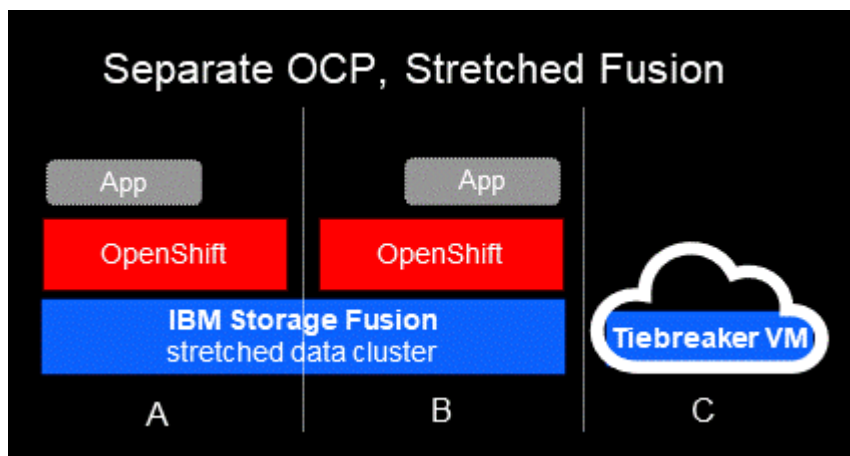 Separate OCP, Stretched Fusion
App
App
OpenShift
OpenShift
IBM Storage Fusion
stretched data cluster
Tiebreaker VM
A
B
C